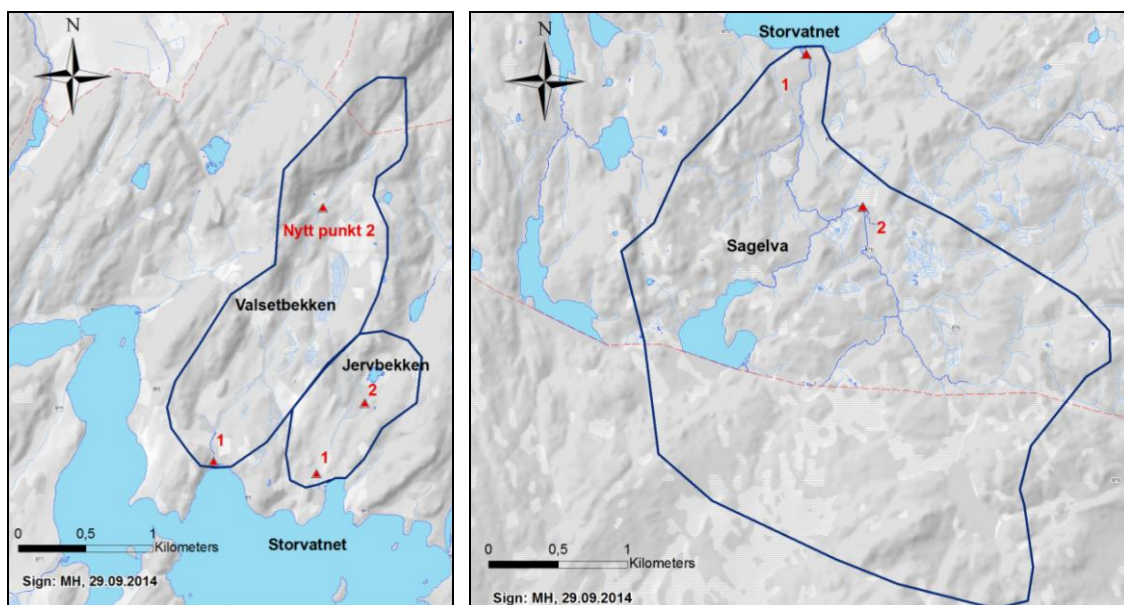 N
Nytt punkt 2
Valsetbekken
Jervbekken
2
1
1
Storvatnet
0 0,5 1
Kilometers
Sign: MH, 29.09.2014
N
Storvatnet
1
2
Sagelva
0 0,5 1
Kilometers
Sign: MH, 29.09.2014